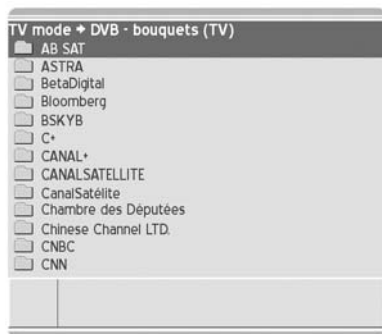 TV mode → DVB - bouquets (TV)
AB SAT
ASTRA
BetaDigital
Bloomberg
BSKYB
C+
CANAL+
CANALSATELLITE
CanalSatélite
Chambre des Députées
Chinese Channel LTD.
CNBC
CNN